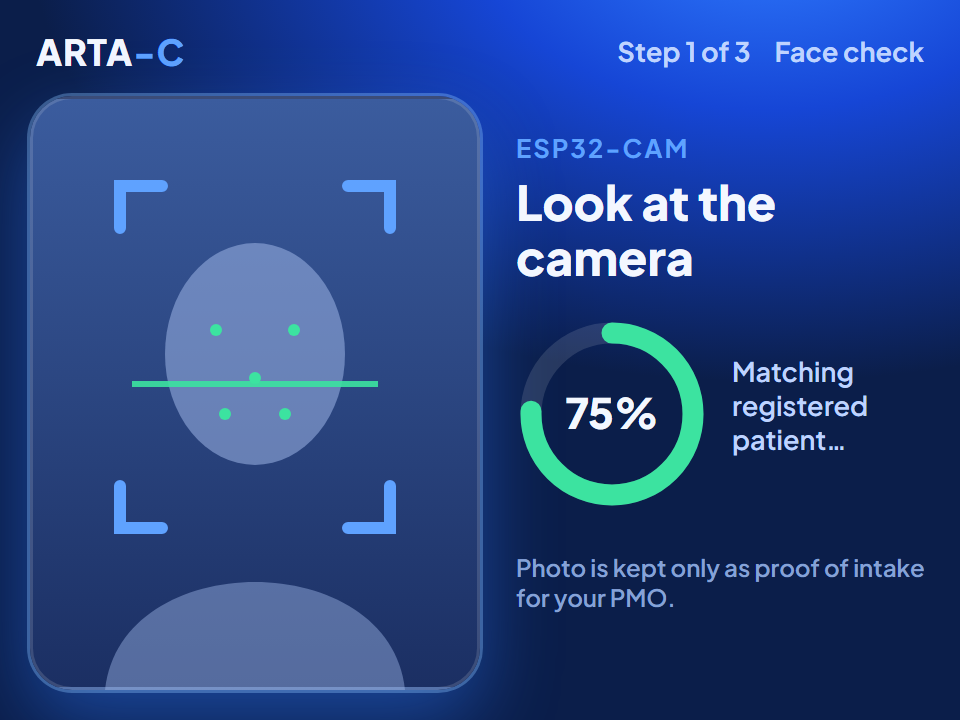 ARTA-C
Step 1 of 3 Face check
ESP32-CAM
Look at the
camera
75%
Matching
registered
patient...
Photo is kept only as proof of intake
for your PMO.